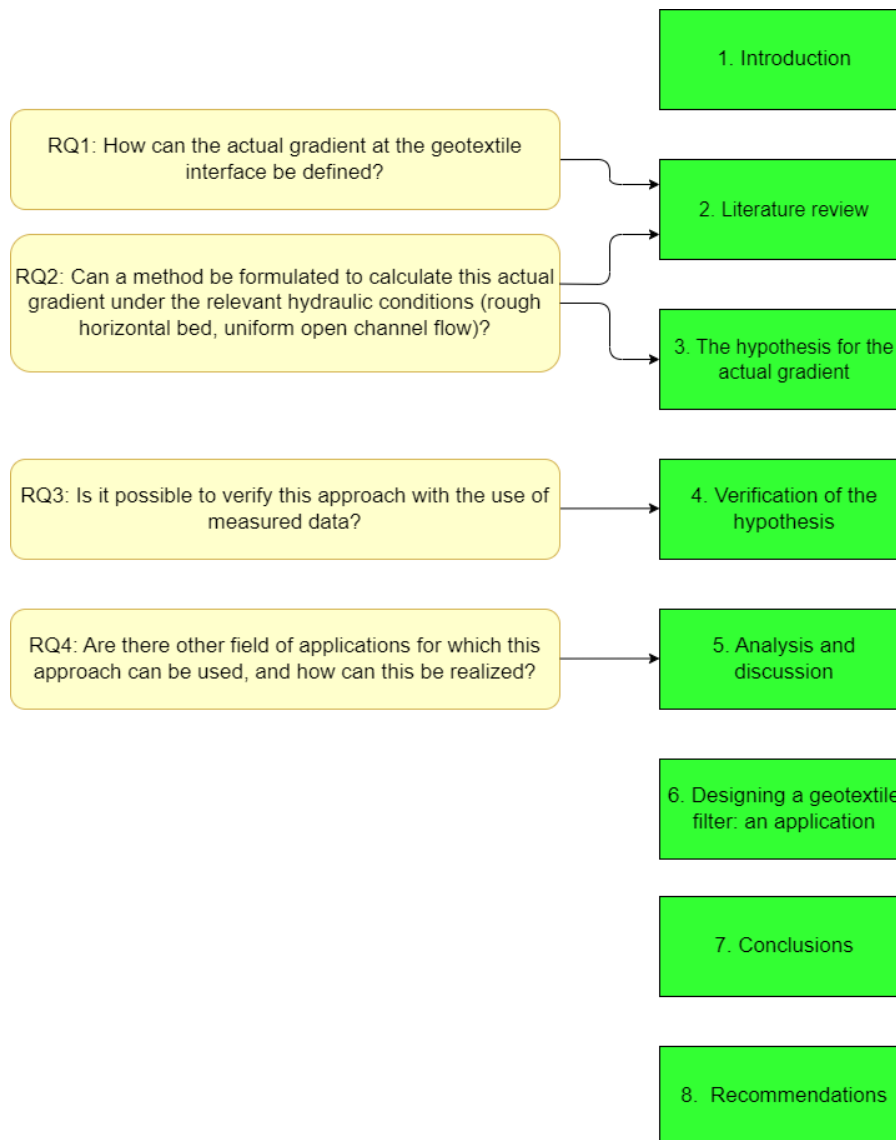 1. Introduction
RQ1: How can the actual gradient at the geotextile
interface be defined?
2. Literature review
RQ2: Can a method be formulated to calculate this actual
gradient under the relevant hydraulic conditions (rough
horizontal bed, uniform open channel flow)?
3. The hypothesis for the
actual gradient
RQ3: Is it possible to verify this approach with the use of
measured data?
4. Verification of the
hypothesis
RQ4: Are there other field of applications for which this
approach can be used, and how can this be realized?
5. Analysis and
discussion
6. Designing a geotextile
filter: an application
7. Conclusions
8. Recommendations